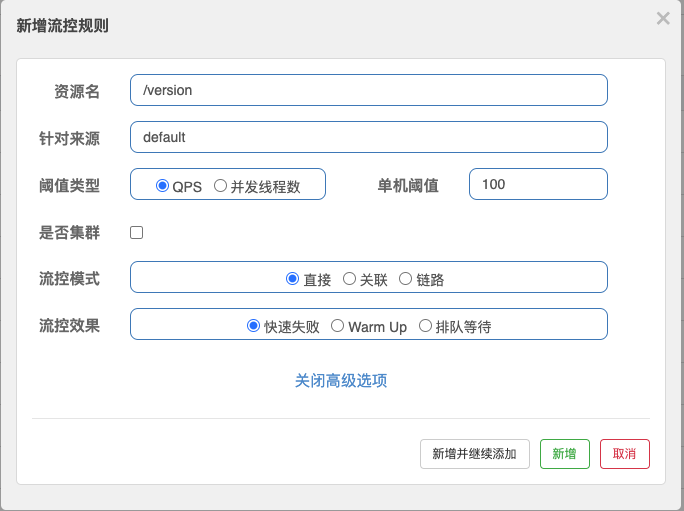 新增流控规则
资源名 /version
针对来源 default
阈值类型 QPS 并发线程数 单机阈值 100
是否集群
流控模式 直接 关联 链路
流控效果 快速失败 Warm Up 排队等待
关闭高级选项
新增并继续添加 新增 取消